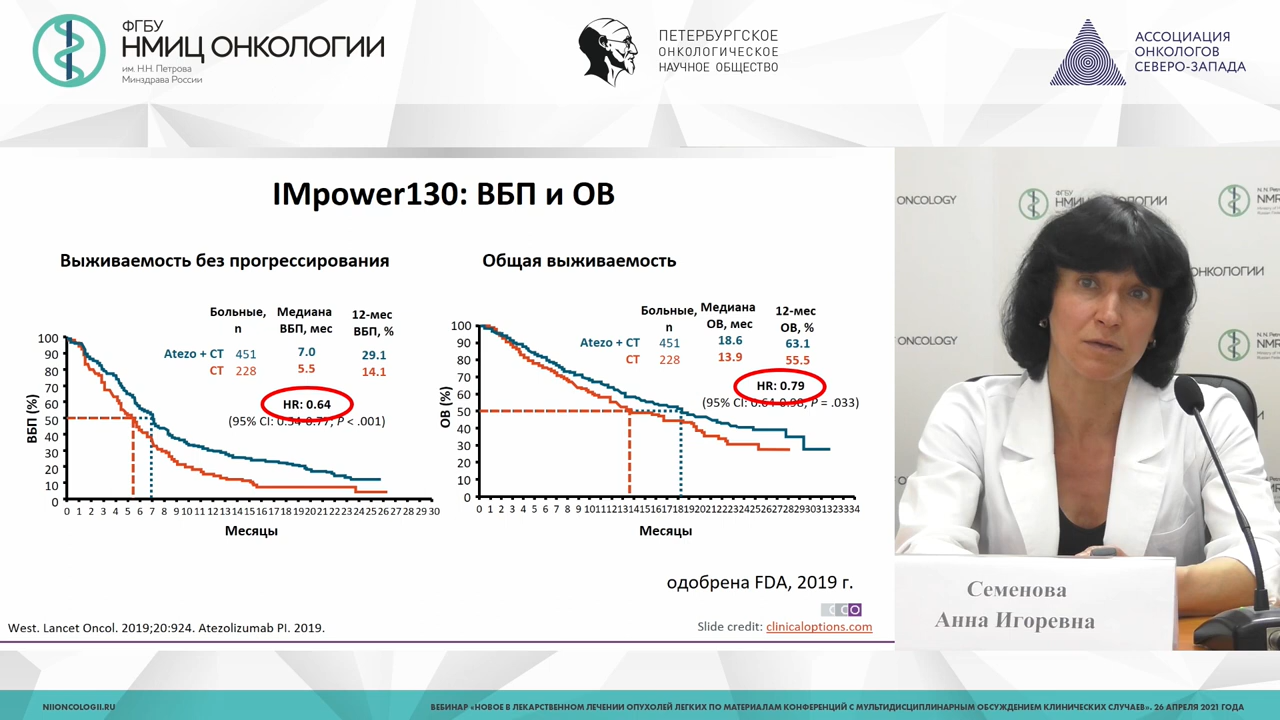 ФГБУ
НМИЦ ОНКОЛОГИИ
им. Н.Н. Петрова
Минздрава России
ПЕТЕРБУРГСКОЕ
ОНКОЛОГИЧЕСКОЕ
НАУЧНОЕ ОБЩЕСТВО
АССОЦИАЦИЯ
ОНКОЛОГОВ
СЕВЕРО-ЗАПАДА
IMpower130: ВБП и ОВ
Выживаемость без прогрессирования
Больные, n
Медиана ВБП, мес
12-мес ВБП, %
Atezo + CT 451 7.0 29.1
CT 228 5.5 14.1
HR: 0.64
(95% CI: 0.54-0.77; P < .001)
ВБП (%)
100
90
80
70
60
50
40
30
20
10
0
0 1 2 3 4 5 6 7 8 9 10 11 12 13 14 15 16 17 18 19 20 21 22 23 24 25 26 27 28 29 30
Месяцы
Общая выживаемость
Больные, n
Медиана ОВ, мес
12-мес ОВ, %
Atezo + CT 451 18.6 63.1
CT 228 13.9 55.5
HR: 0.79
(95% CI: 0.64-0.98; P = .033)
ОВ (%)
100
90
80
70
60
50
40
30
20
10
0
0 1 2 3 4 5 6 7 8 9 10 11 12 13 14 15 16 17 18 19 20 21 22 23 24 25 26 27 28 29 30 31 32 33 34
Месяцы
одобрена FDA, 2019 г.
CCO
West. Lancet Oncol. 2019;20:924. Atezolizumab PI. 2019.
Slide credit: clinicaloptions.com
ONCOLOGY
ФГБУ
НМИЦ ОНКОЛОГИИ
N.N. Petr
NMR
ОНКОЛОГИИ
ONCOLOGY
NMR
Семенова
Анна Игоревна
NIIONCOLOGII.RU
ВЕБИНАР «НОВОЕ В ЛЕКАРСТВЕННОМ ЛЕЧЕНИИ ОПУХОЛЕЙ ЛЕГКИХ ПО МАТЕРИАЛАМ КОНФЕРЕНЦИЙ С МУЛЬТИДИСЦИПЛИНАРНЫМ ОБСУЖДЕНИЕМ КЛИНИЧЕСКИХ СЛУЧАЕВ». 26 АПРЕЛЯ 2021 ГОДА